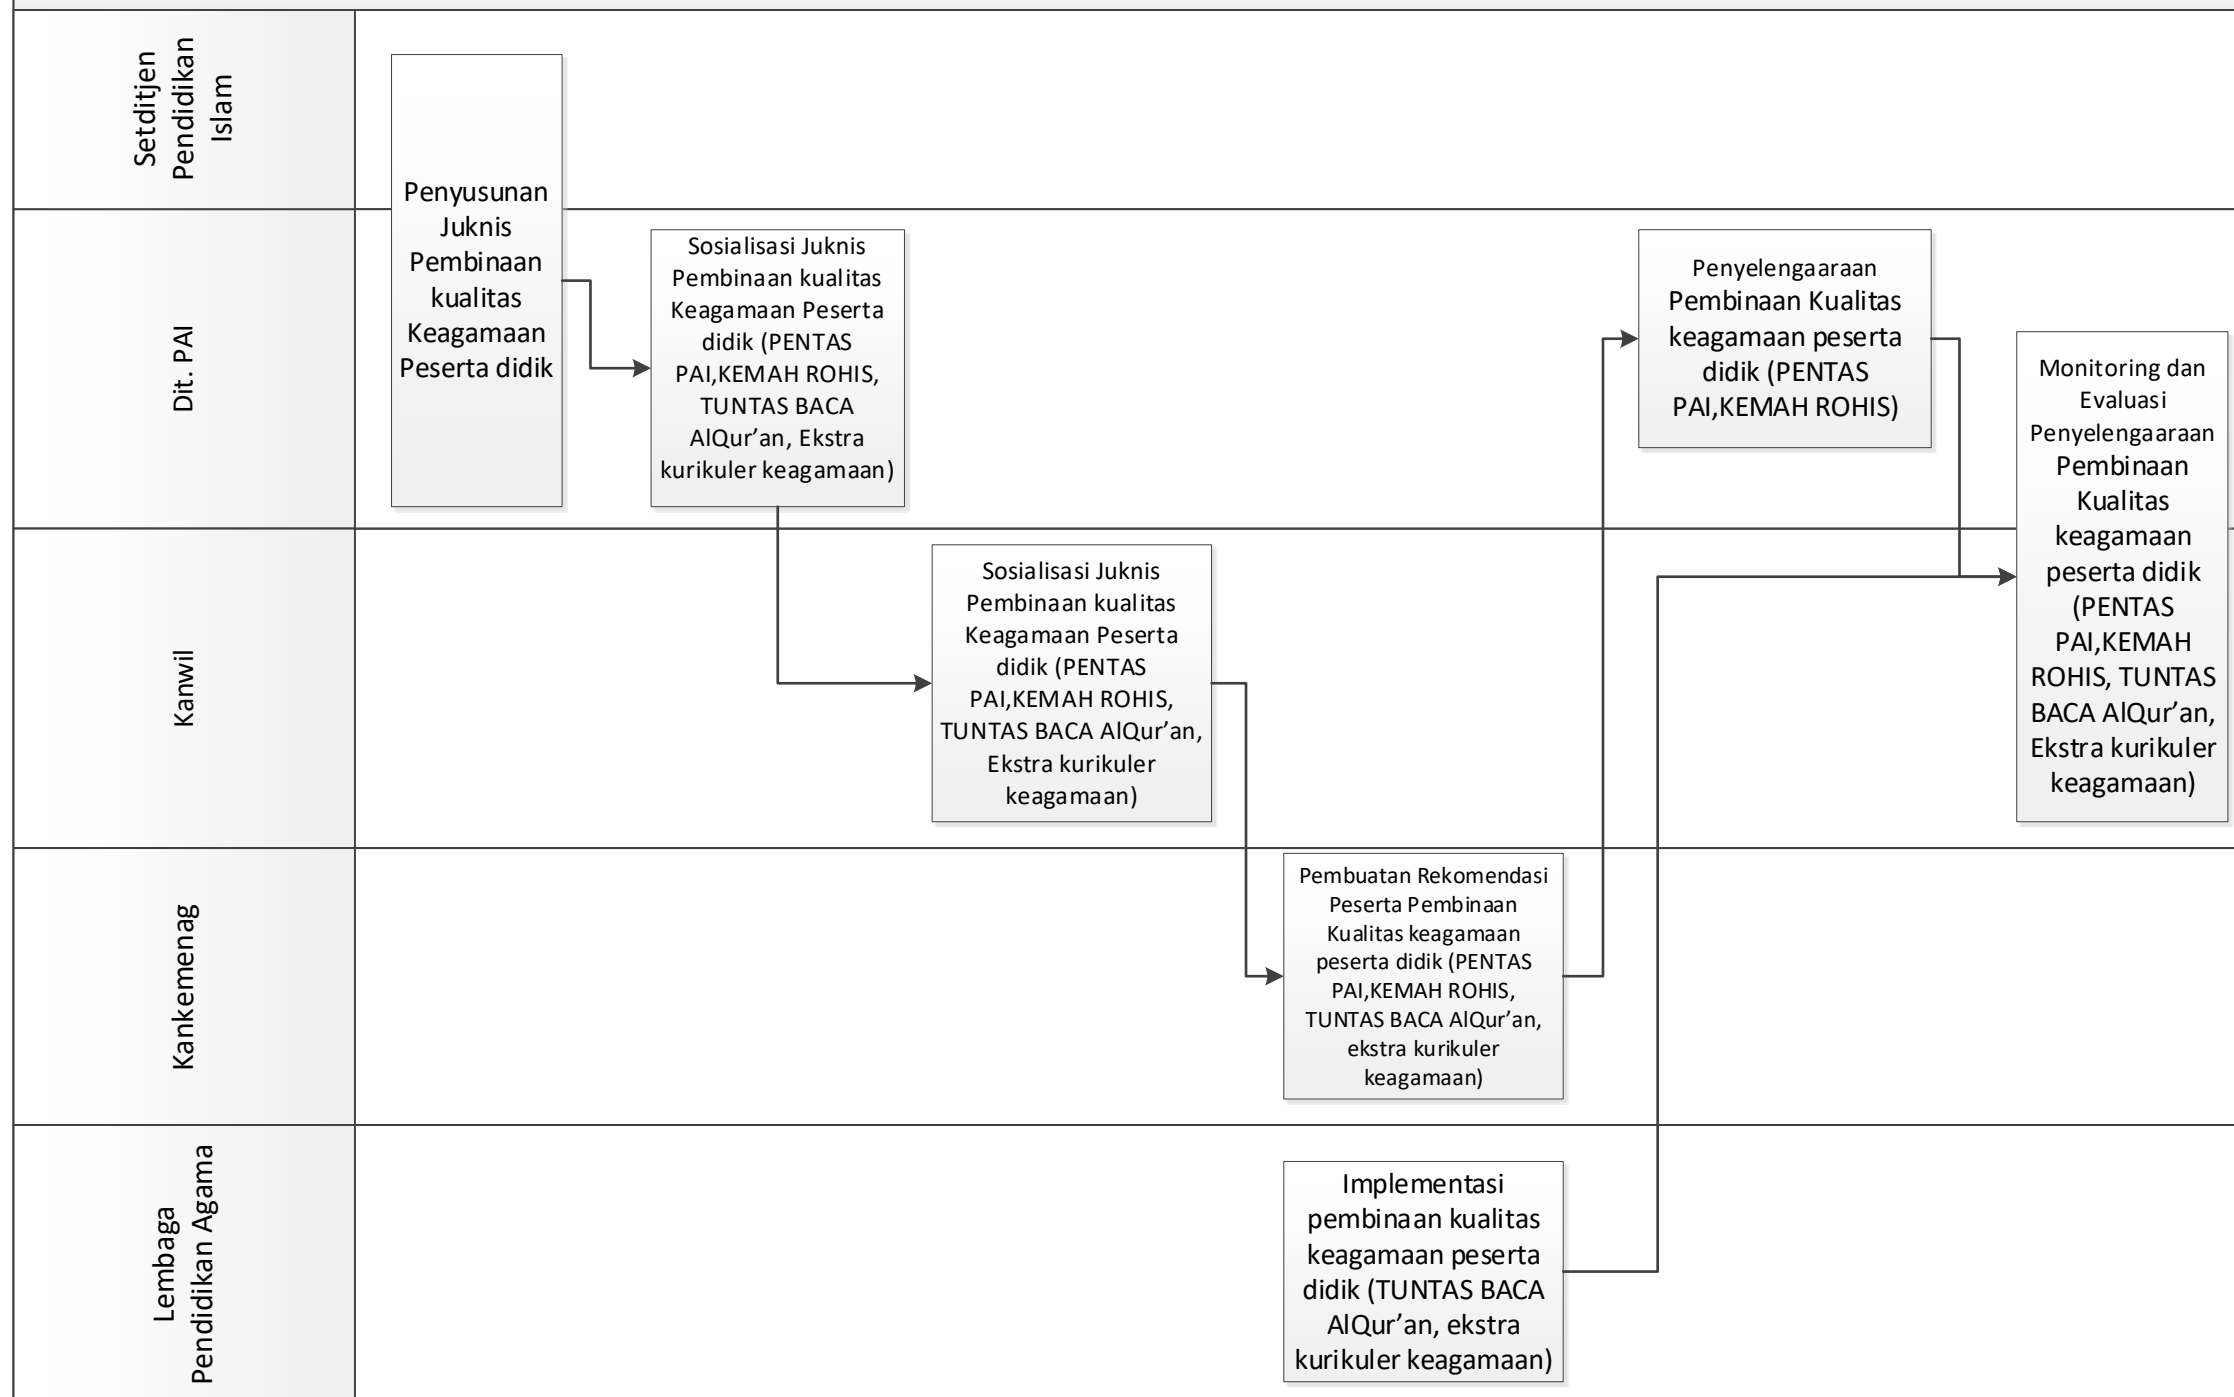 Setditjen
Pendidikan
Islam
Penyusunan
Juknis
Pembinaan
kualitas
Keagamaan
Peserta didik
Dit. PAI
Sosialisasi Juknis
Pembinaan kualitas
Keagamaan Peserta
didik (PENTAS
PAI,KEMAH ROHIS,
TUNTAS BACA
AlQur’an, Ekstra
kurikuler keagamaan)
Penyelengaaraan
Pembinaan Kualitas
keagamaan peserta
didik (PENTAS
PAI,KEMAH ROHIS)
Monitoring dan
Evaluasi
Penyelengaaraan
Pembinaan
Kualitas
keagamaan
peserta didik
(PENTAS
PAI,KEMAH
ROHIS, TUNTAS
BACA AlQur’an,
Ekstra kurikuler
keagamaan)
Kanwil
Sosialisasi Juknis
Pembinaan kualitas
Keagamaan Peserta
didik (PENTAS
PAI,KEMAH ROHIS,
TUNTAS BACA AlQur’an,
Ekstra kurikuler
keagamaan)
Kankemenag
Pembuatan Rekomendasi
Peserta Pembinaan
Kualitas keagamaan
peserta didik (PENTAS
PAI,KEMAH ROHIS,
TUNTAS BACA AlQur’an,
ekstra kurikuler
keagamaan)
Lembaga
Pendidikan Agama
Implementasi
pembinaan kualitas
keagamaan peserta
didik (TUNTAS BACA
AlQur’an, ekstra
kurikuler keagamaan)